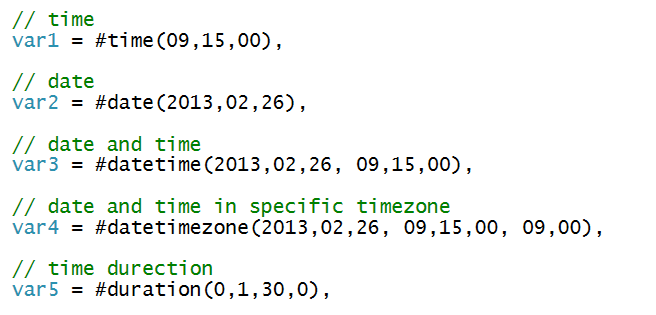 // time
var1 = #time(09,15,00),
// date
var2 = #date(2013,02,26),
// date and time
var3 = #datetime(2013,02,26, 09,15,00),
// date and time in specific timezone
var4 = #datetimezone(2013,02,26, 09,15,00, 09,00),
// time durection
var5 = #duration(0,1,30,0),